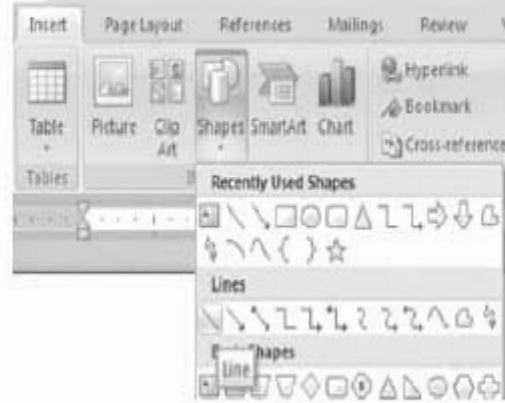 Insert Page Layout References Mailings Review
Table Picture Clip Art Shapes SmartArt Chart
Hyperlink
Bookmark
Cross-reference
Tables
Recently Used Shapes
Lines
Shapes
Line